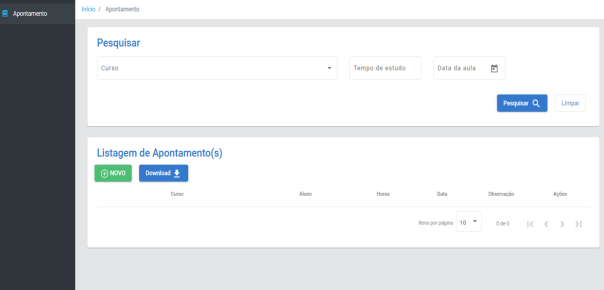 Apontamento
Início / Apontamento
Pesquisar
Curso
Tempo de estudo
Data da aula
Pesquisar
Limpar
Listagem de Apontamento(s)
NOVO
Download
Curso Aluno Horas Data Observação Ações
Itens por página 10 0 de 0